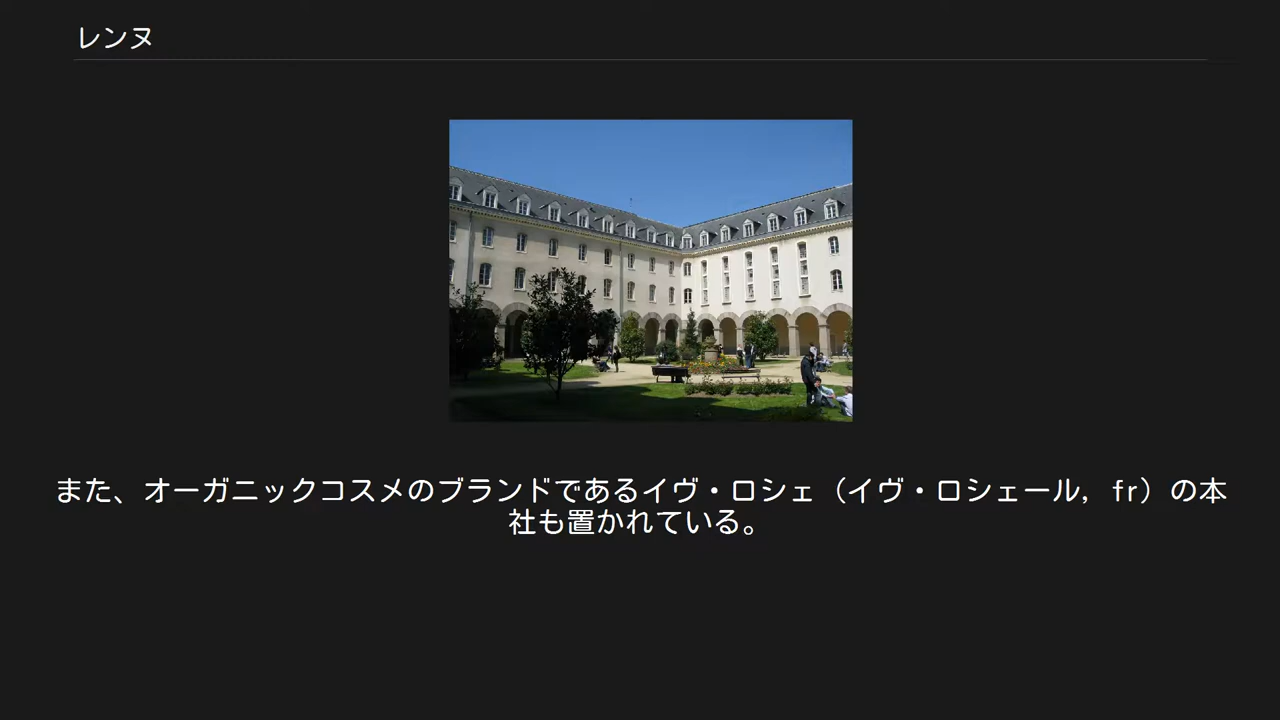 レンヌ
また、オーガニックコスメのブランドであるイヴ・ロシェ（イヴ・ロシェール, fr）の本
社も置かれている。